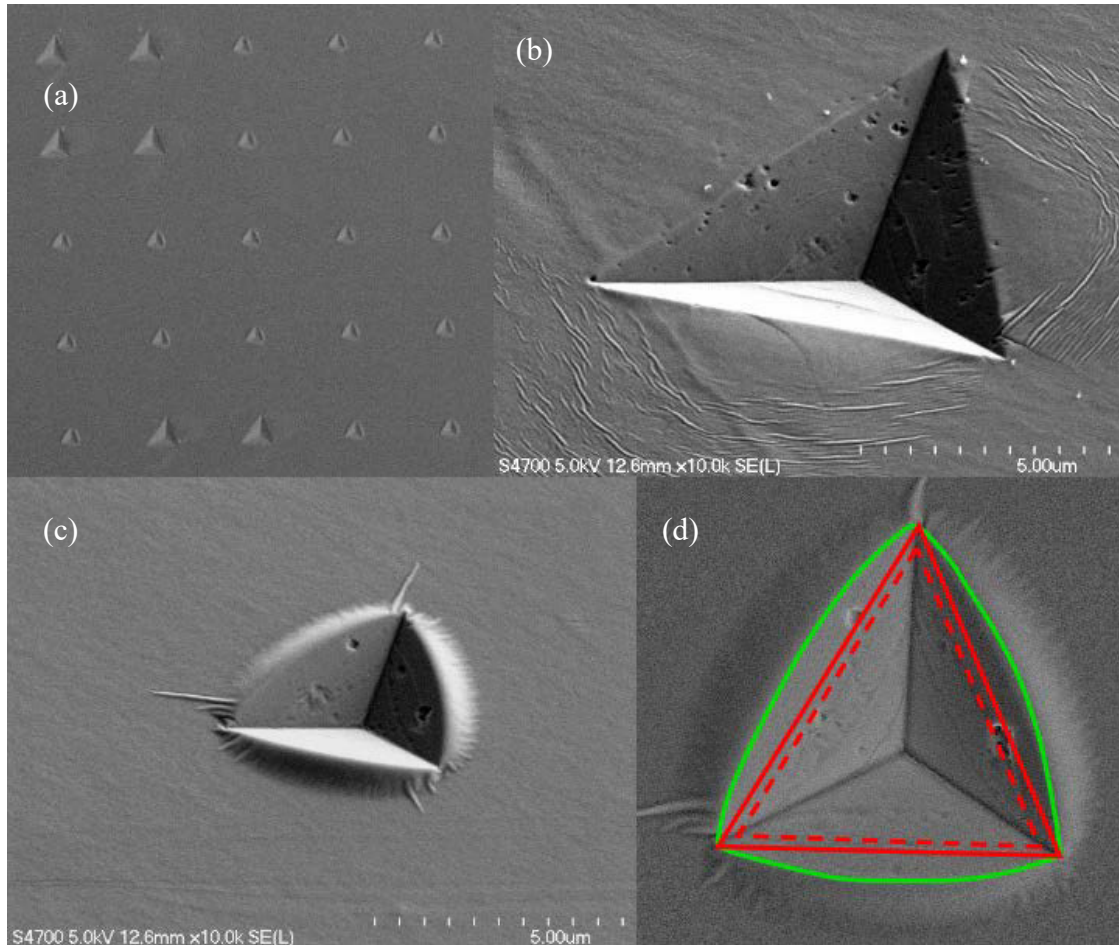 (a)
(b)
S4700 5.0kV 12.6mm x10.0k SE(L)
5.00um
(c)
(d)
S4700 5.0kV 12.6mm x10.0k SE(L)
5.00um